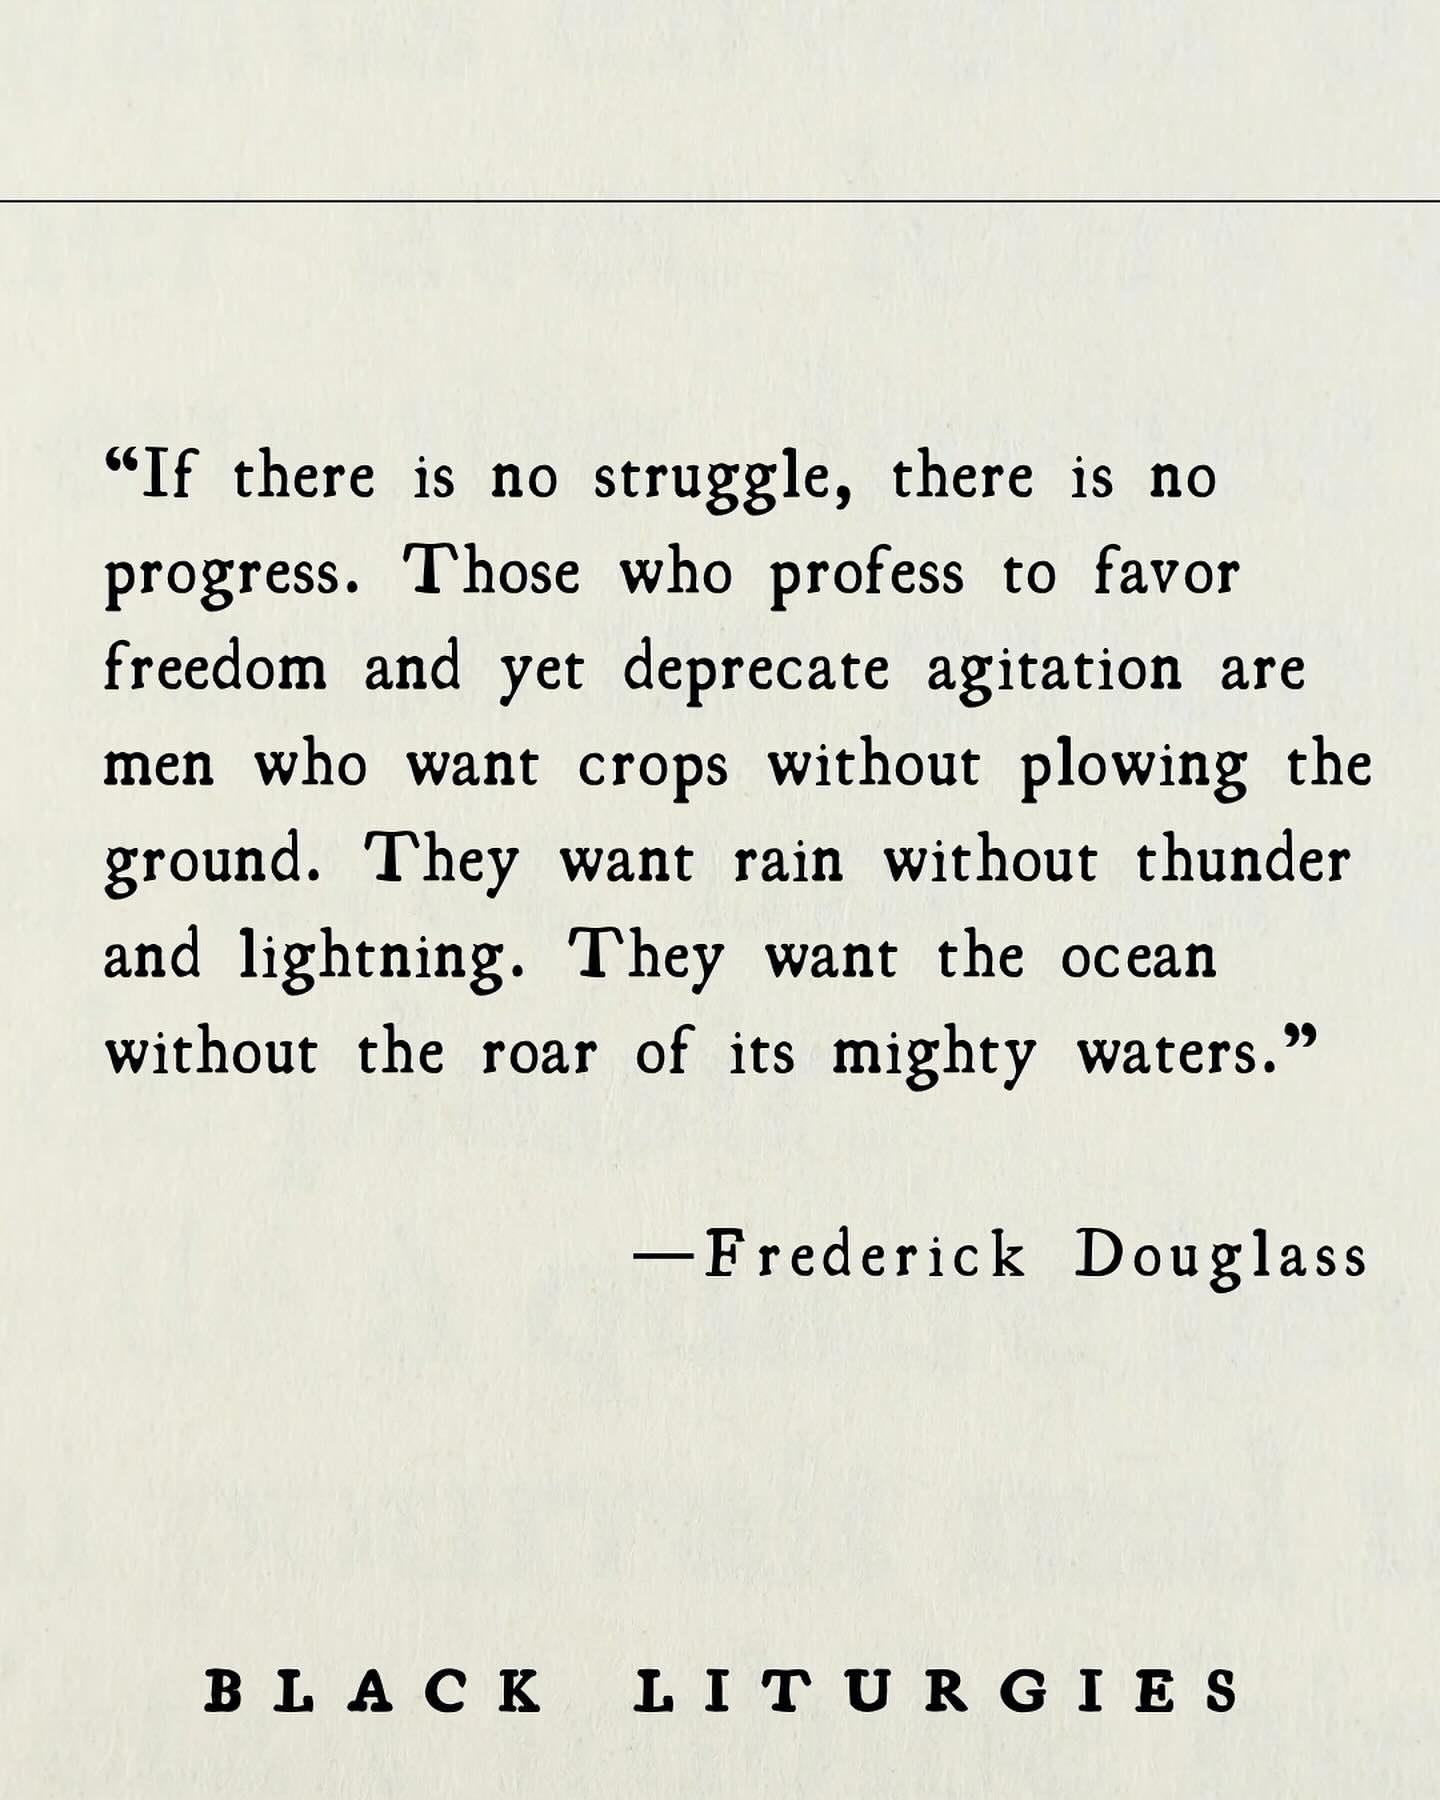 “If there is no struggle, there is no
progress. Those who profess to favor
freedom and yet deprecate agitation are
men who want crops without plowing the
ground. They want rain without thunder
and lightning. They want the ocean
without the roar of its mighty waters.”
—Frederick Douglass
BLACK LITURGIES